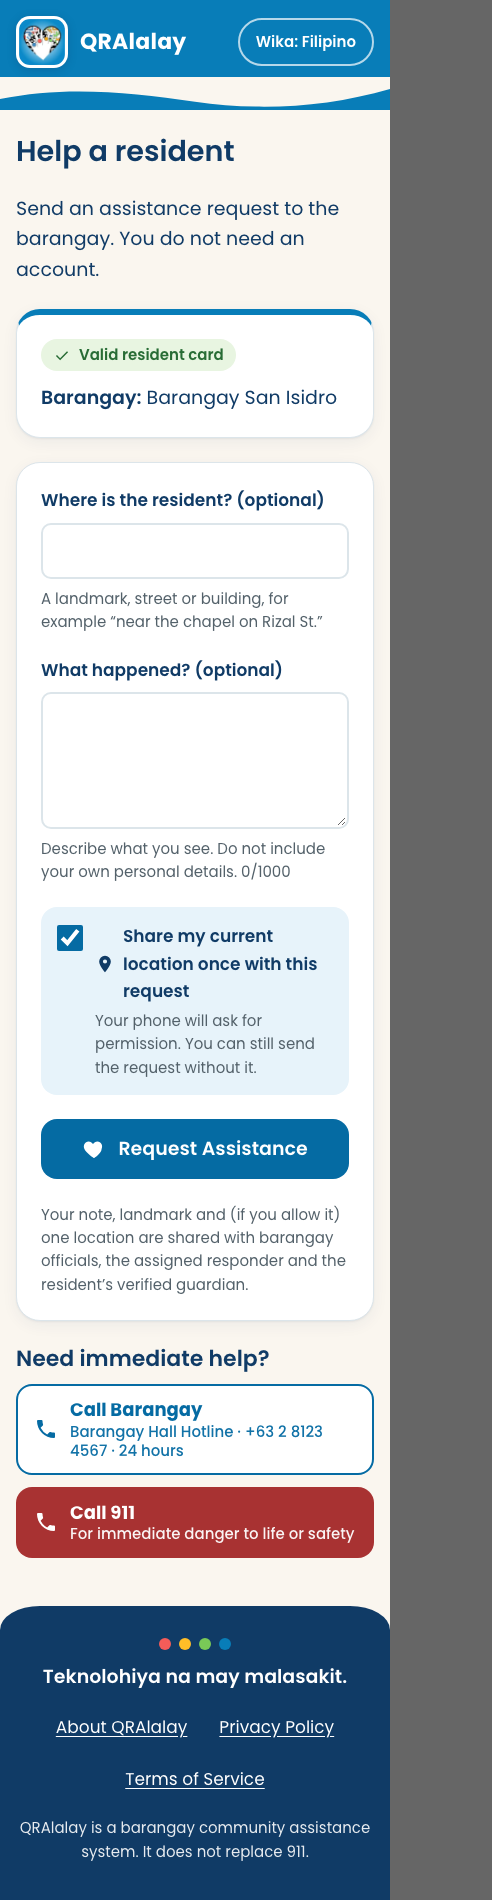 QRAlalay
Wika: Filipino
Help a resident
Send an assistance request to the
barangay. You do not need an
account.
Valid resident card
Barangay: Barangay San Isidro
Where is the resident? (optional)
A landmark, street or building, for
example “near the chapel on Rizal St.”
What happened? (optional)
Describe what you see. Do not include
your own personal details. 0/1000
Share my current
location once with this
request
Your phone will ask for
permission. You can still send
the request without it.
Request Assistance
Your note, landmark and (if you allow it)
one location are shared with barangay
officials, the assigned responder and the
resident’s verified guardian.
Need immediate help?
Call Barangay
Barangay Hall Hotline · +63 2 8123
4567 · 24 hours
Call 911
For immediate danger to life or safety
Teknolohiya na may malasakit.
About QRAlalay
Privacy Policy
Terms of Service
QRAlalay is a barangay community assistance
system. It does not replace 911.